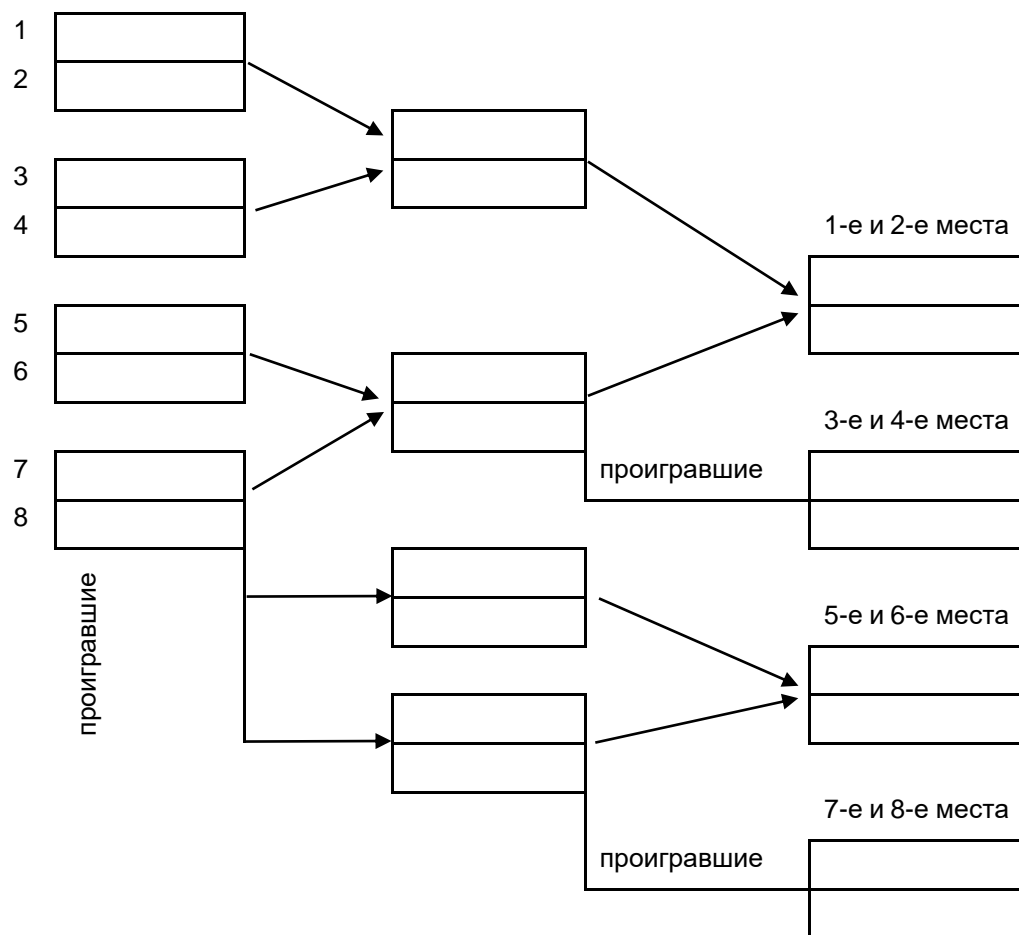 1
2
3
4
1-е и 2-е места
5
6
3-е и 4-е места
7
проигравшие
8
проигравшие
5-е и 6-е места
7-е и 8-е места
проигравшие